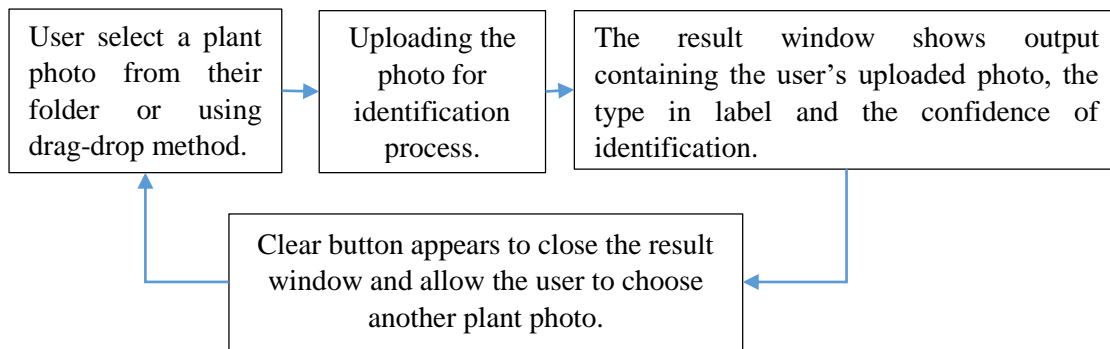 User select a plant
photo from their
folder or using
drag-drop method.
Uploading the
photo for
identification
process.
The result window shows output
containing the user’s uploaded photo, the
type in label and the confidence of
identification.
Clear button appears to close the result
window and allow the user to choose
another plant photo.